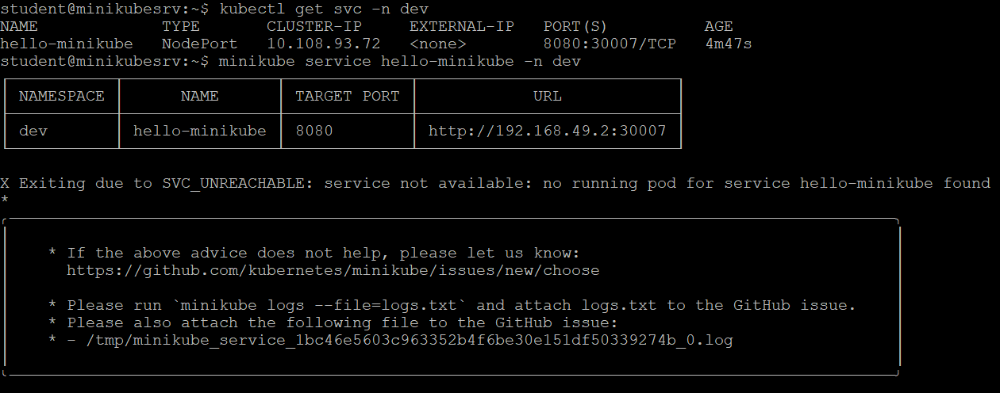 student@minikubesrv:~$ kubectl get svc -n dev
NAME TYPE CLUSTER-IP EXTERNAL-IP PORT(S) AGE
hello-minikube NodePort 10.108.93.72 <none> 8080:30007/TCP 4m47s
student@minikubesrv:~$ minikube service hello-minikube -n dev
NAMESPACE NAME TARGET PORT URL
dev hello-minikube 8080 http://192.168.49.2:30007
X Exiting due to SVC_UNREACHABLE: service not available: no running pod for service hello-minikube found
*
* If the above advice does not help, please let us know:
https://github.com/kubernetes/minikube/issues/new/choose
* Please run `minikube logs --file=logs.txt` and attach logs.txt to the GitHub issue.
* Please also attach the following file to the GitHub issue:
* - /tmp/minikube_service_1bc46e5603c963352b4f6be30e151df50339274b_0.log